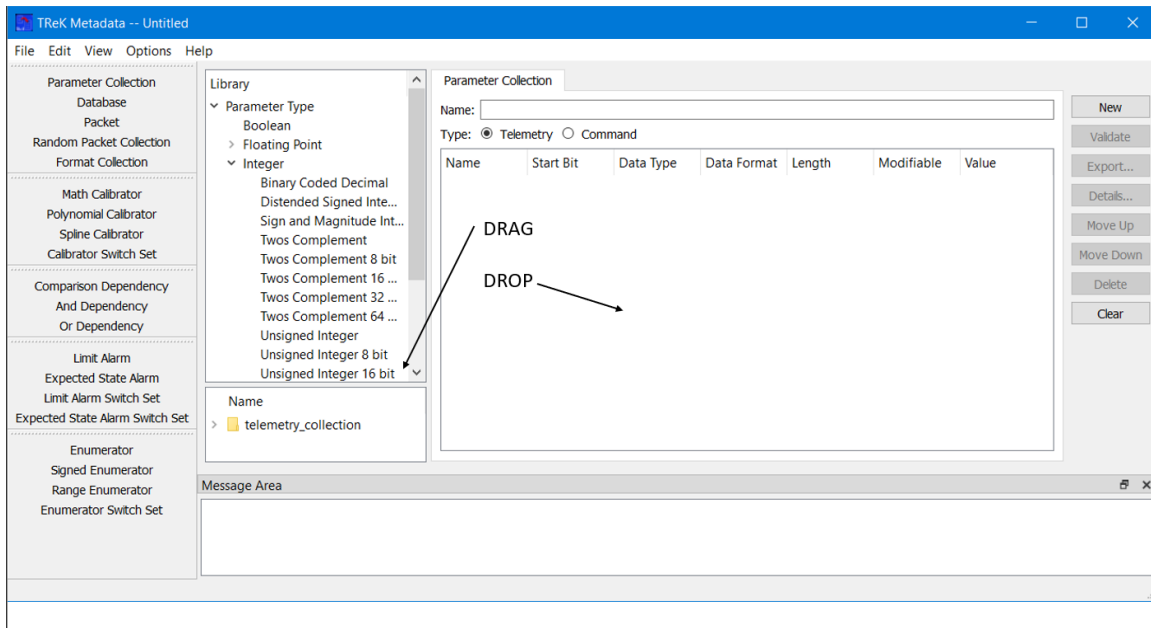 TReK Metadata -- Untitled
File Edit View Options Help
Parameter Collection
Database
Packet
Random Packet Collection
Format Collection
Math Calibrator
Polynomial Calibrator
Spline Calibrator
Calibrator Switch Set
Comparison Dependency
And Dependency
Or Dependency
Limit Alarm
Expected State Alarm
Limit Alarm Switch Set
Expected State Alarm Switch Set
Enumerator
Signed Enumerator
Range Enumerator
Enumerator Switch Set
Library
Parameter Type
Boolean
Floating Point
Integer
Binary Coded Decimal
Distended Signed Inte...
Sign and Magnitude Int...
Twos Complement
Twos Complement 8 bit
Twos Complement 16 ...
Twos Complement 32 ...
Twos Complement 64 ...
Unsigned Integer
Unsigned Integer 8 bit
Unsigned Integer 16 bit
Name
telemetry_collection
Parameter Collection
Name:
Type: Telemetry Command
Name Start Bit Data Type Data Format Length Modifiable Value
DRAG
DROP
New
Validate
Export...
Details...
Move Up
Move Down
Delete
Clear
Message Area